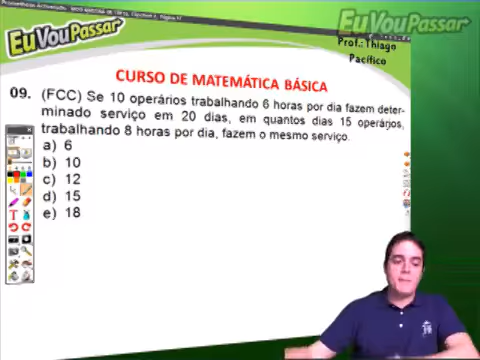 EuVouPassar
EuVouPassar
Prof.: Thiago
Pacífico
CURSO DE MATEMÁTICA BÁSICA
09. (FCC) Se 10 operários trabalhando 6 horas por dia fazem deter-
minado serviço em 20 dias, em quantos dias 15 operários,
trabalhando 8 horas por dia, fazem o mesmo serviço.
a) 6
b) 10
c) 12
d) 15
e) 18